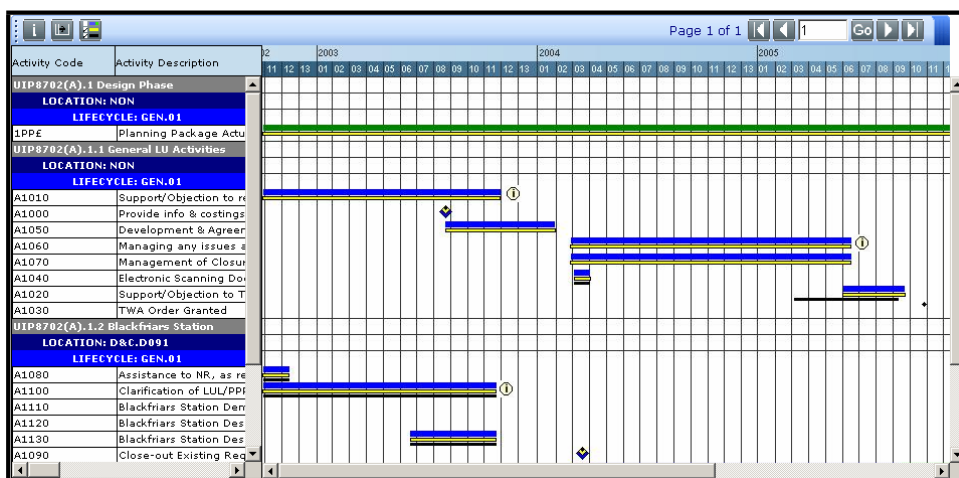 i Page 1 of 1 1 Go
Activity Code Activity Description 2003 2004 2005
11 12 13 01 02 03 04 05 06 07 08 09 10 11 12 13 01 02 03 04 05 06 07 08 09 10 11 12 13 01 02 03 04 05 06 07 08 09 10 11
UIP8702(A).1 Design Phase
LOCATION: NON
LIFECYCLE: GEN.01
1PP£ Planning Package Actu
UIP8702(A).1.1 General LU Activities
LOCATION: NON
LIFECYCLE: GEN.01
A1010 Support/Objection to re i
A1000 Provide info & costings
A1050 Development & Agreer
A1060 Managing any issues a i
A1070 Management of Closur
A1040 Electronic Scanning Do
A1020 Support/Objection to T
A1030 TWA Order Granted
UIP8702(A).1.2 Blackfriars Station
LOCATION: D&C.D091
LIFECYCLE: GEN.01
A1080 Assistance to NR, as re
A1100 Clarification of LUL/PPP i
A1110 Blackfriars Station Den
A1120 Blackfriars Station Des
A1130 Blackfriars Station Des
A1090 Close-out Existing Req